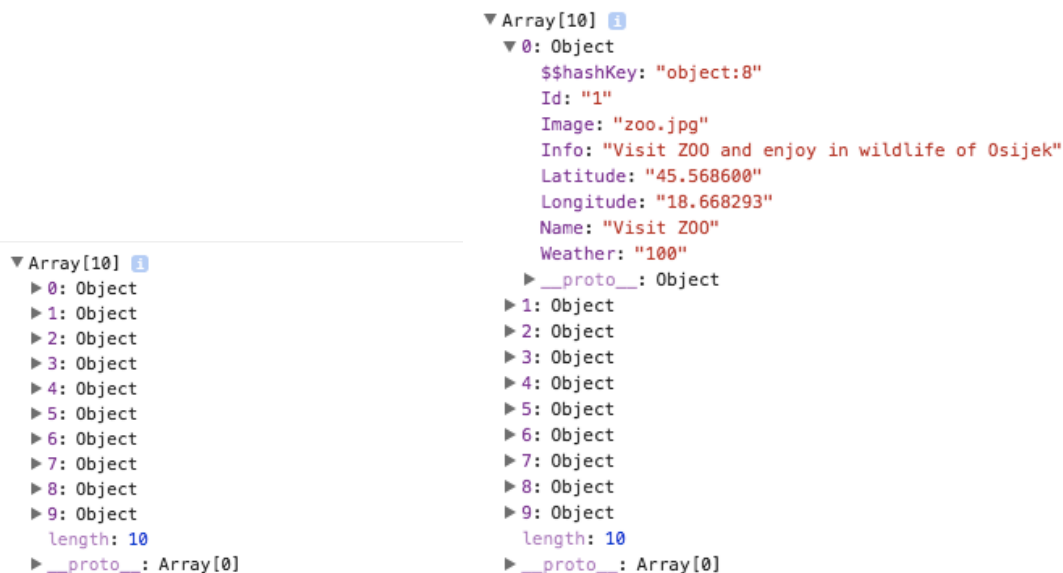 Array[10] i
0: Object
1: Object
2: Object
3: Object
4: Object
5: Object
6: Object
7: Object
8: Object
9: Object
length: 10
__proto__: Array[0]
Array[10] i
0: Object
$$hashKey: "object:8"
Id: "1"
Image: "zoo.jpg"
Info: "Visit ZOO and enjoy in wildlife of Osijek"
Latitude: "45.568600"
Longitude: "18.668293"
Name: "Visit ZOO"
Weather: "100"
__proto__: Object
1: Object
2: Object
3: Object
4: Object
5: Object
6: Object
7: Object
8: Object
9: Object
length: 10
__proto__: Array[0]